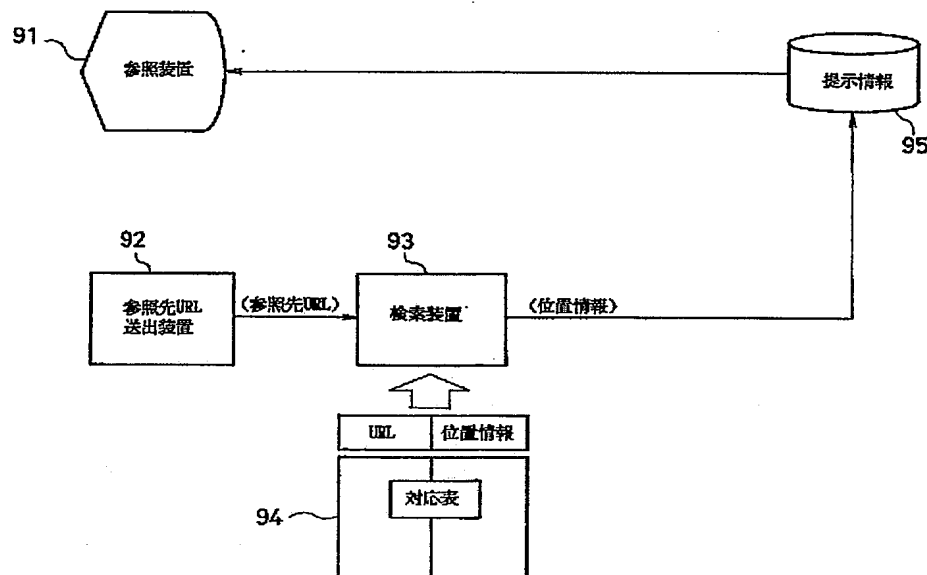 91
参照装置
提示情報
95
92
93
参照先URL
送出装置
(参照先URL)
検索装置
(位置情報)
URL
位置情報
対応表
94